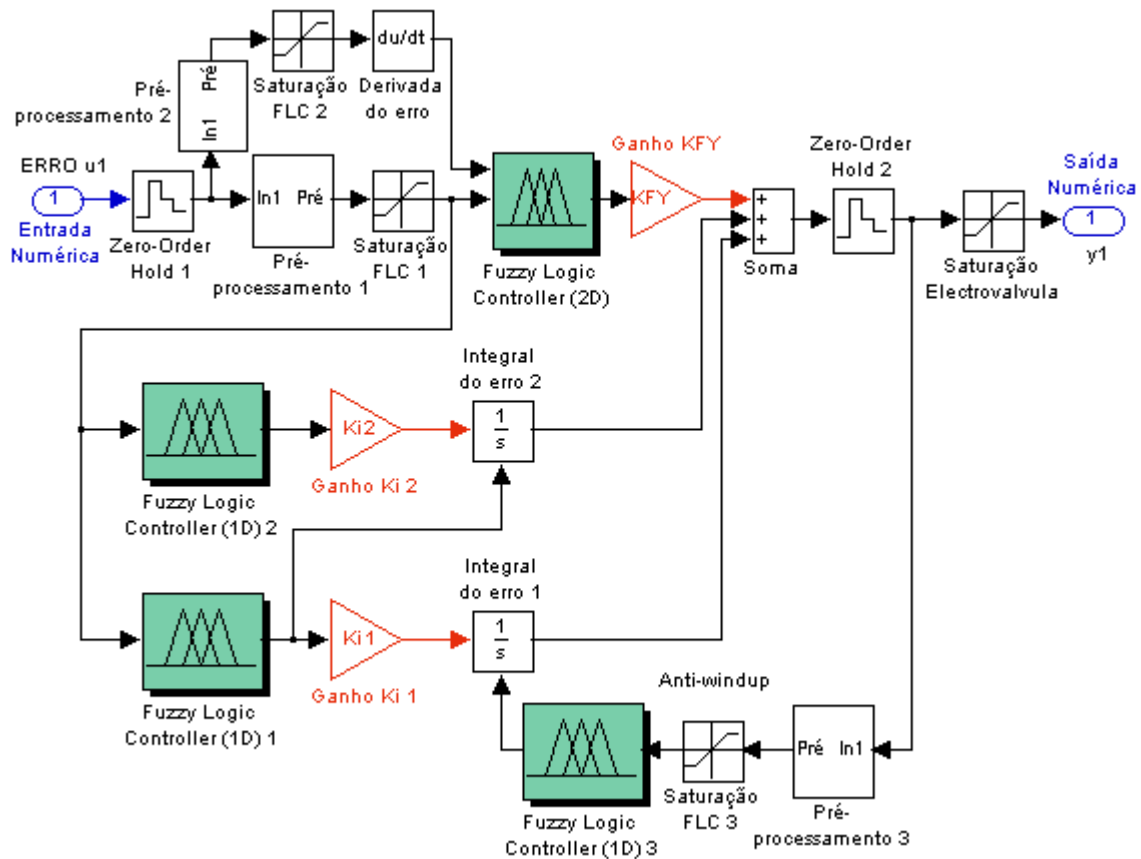 du/dt
Pré
In1
Saturação
FLC 2
Derivada
do erro
Pré-
processamento 2
Ganho KFY
Zero-Order
Hold 2
Saída
Numérica
ERRO u1
1
Entrada
Numérica
Zero-Order
Hold 1
In1 Pré
Pré-
processamento 1
Saturação
FLC 1
Fuzzy Logic
Controller (2D)
KFY
+
+
+
Soma
Saturação
Electrovalvula
1
y1
Integral
do erro 2
Ki2
1
s
Ganho Ki 2
Fuzzy Logic
Controller (1D) 2
Integral
do erro 1
Ki1
1
s
Ganho Ki 1
Fuzzy Logic
Controller (1D) 1
Anti-windup
Pré In1
Saturação
FLC 3
Pré-
processamento 3
Fuzzy Logic
Controller (1D) 3